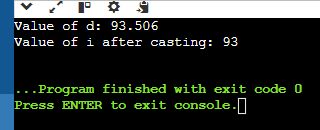 Value of d: 93.506
Value of i after casting: 93
...Program finished with exit code 0
Press ENTER to exit console.